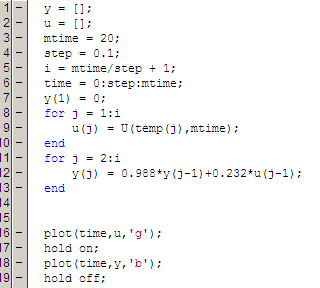 1 - y = [];
2 - u = [];
3 - mtime = 20;
4 - step = 0.1;
5 - i = mtime/step + 1;
6 - time = 0:step:mtime;
7 - y(1) = 0;
8 - for j = 1:i
9 - u(j) = U(temp(j),mtime);
10 - end
11 - for j = 2:i
12 - y(j) = 0.988*y(j-1)+0.232*u(j-1);
13 - end
14
15
16 - plot(time,u,'g');
17 - hold on;
18 - plot(time,y,'b');
19 - hold off;